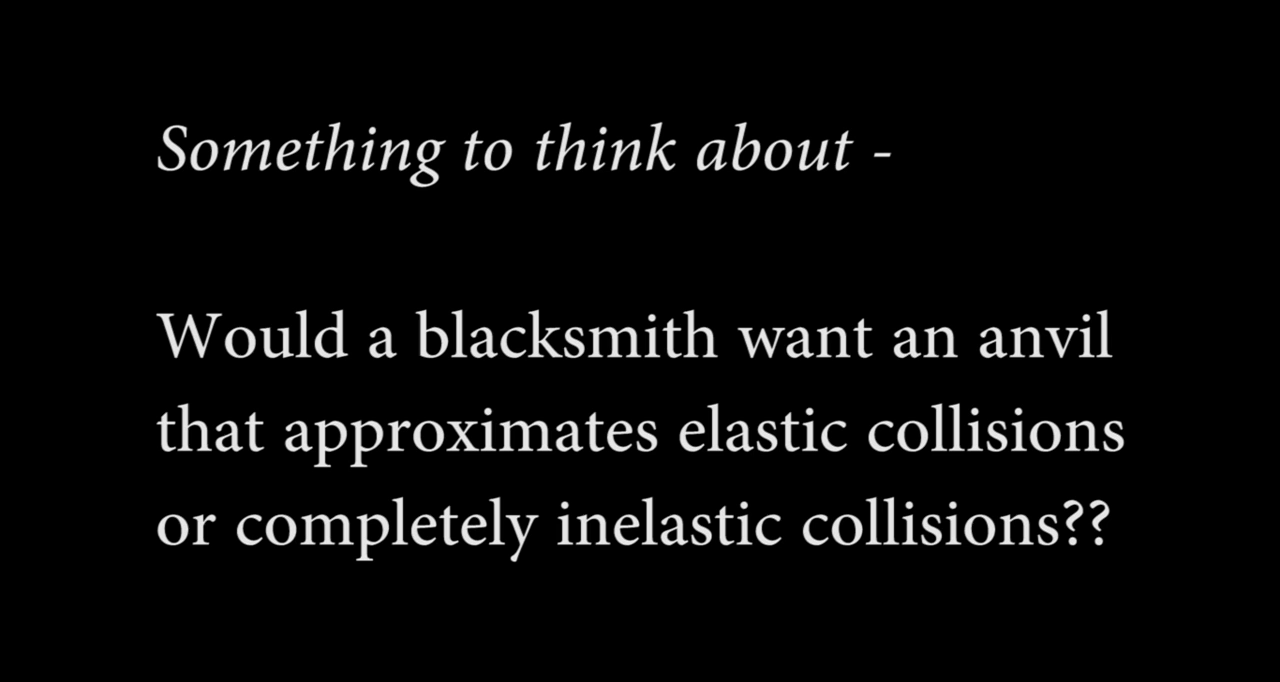 Something to think about -
Would a blacksmith want an anvil
that approximates elastic collisions
or completely inelastic collisions??